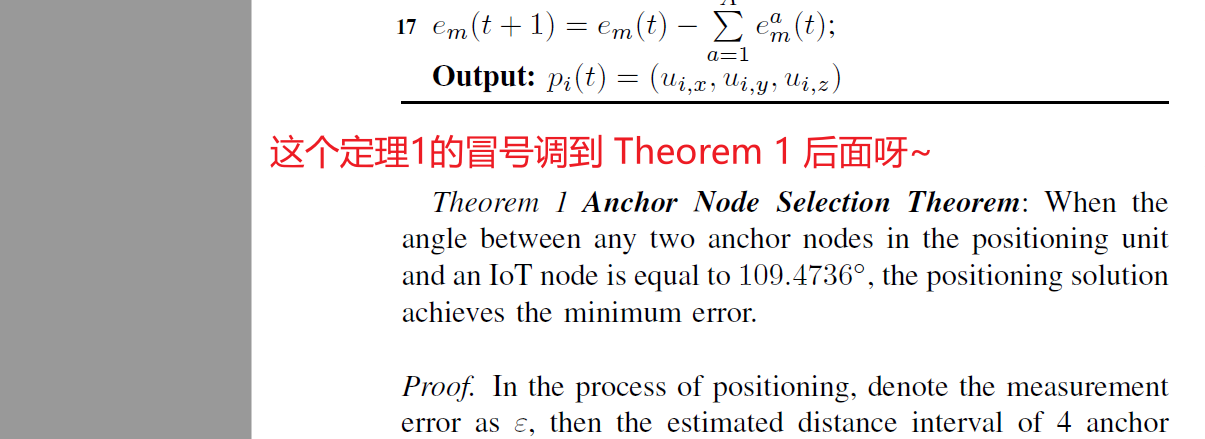 17 e_m(t + 1) = e_m(t) − ∑_{a=1}^{A} e_m^a(t);
Output: p_i(t) = (u_{i,x}, u_{i,y}, u_{i,z})
这个定理1的冒号调到 Theorem 1 后面呀~
Theorem 1 Anchor Node Selection Theorem: When the
angle between any two anchor nodes in the positioning unit
and an IoT node is equal to 109.4736°, the positioning solution
achieves the minimum error.
Proof. In the process of positioning, denote the measurement
error as ε, then the estimated distance interval of 4 anchor